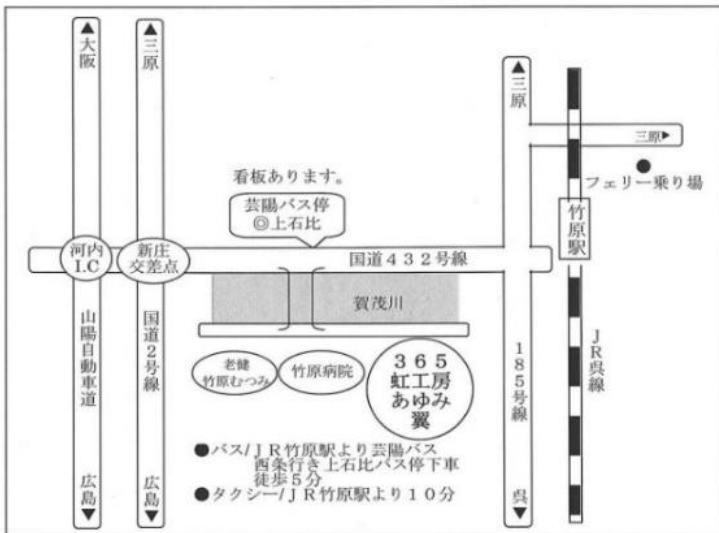 ▲大阪
▲三原
▲三原
三原▶
●
フェリー乗り場
看板あります。
芸陽バス停
◎上石比
竹原駅
河内
I.C
新庄
交差点
国道432号線
賀茂川
山陽自動車道
国道2号線
185号線
JR呉線
老健
竹原むつみ
竹原病院
365
虹工房
あゆみ
翼
●バス/JR竹原駅より芸陽バス
西条行き上石比バス停下車
徒歩5分
●タクシー/JR竹原駅より10分
広島▼
広島▼
呉▼